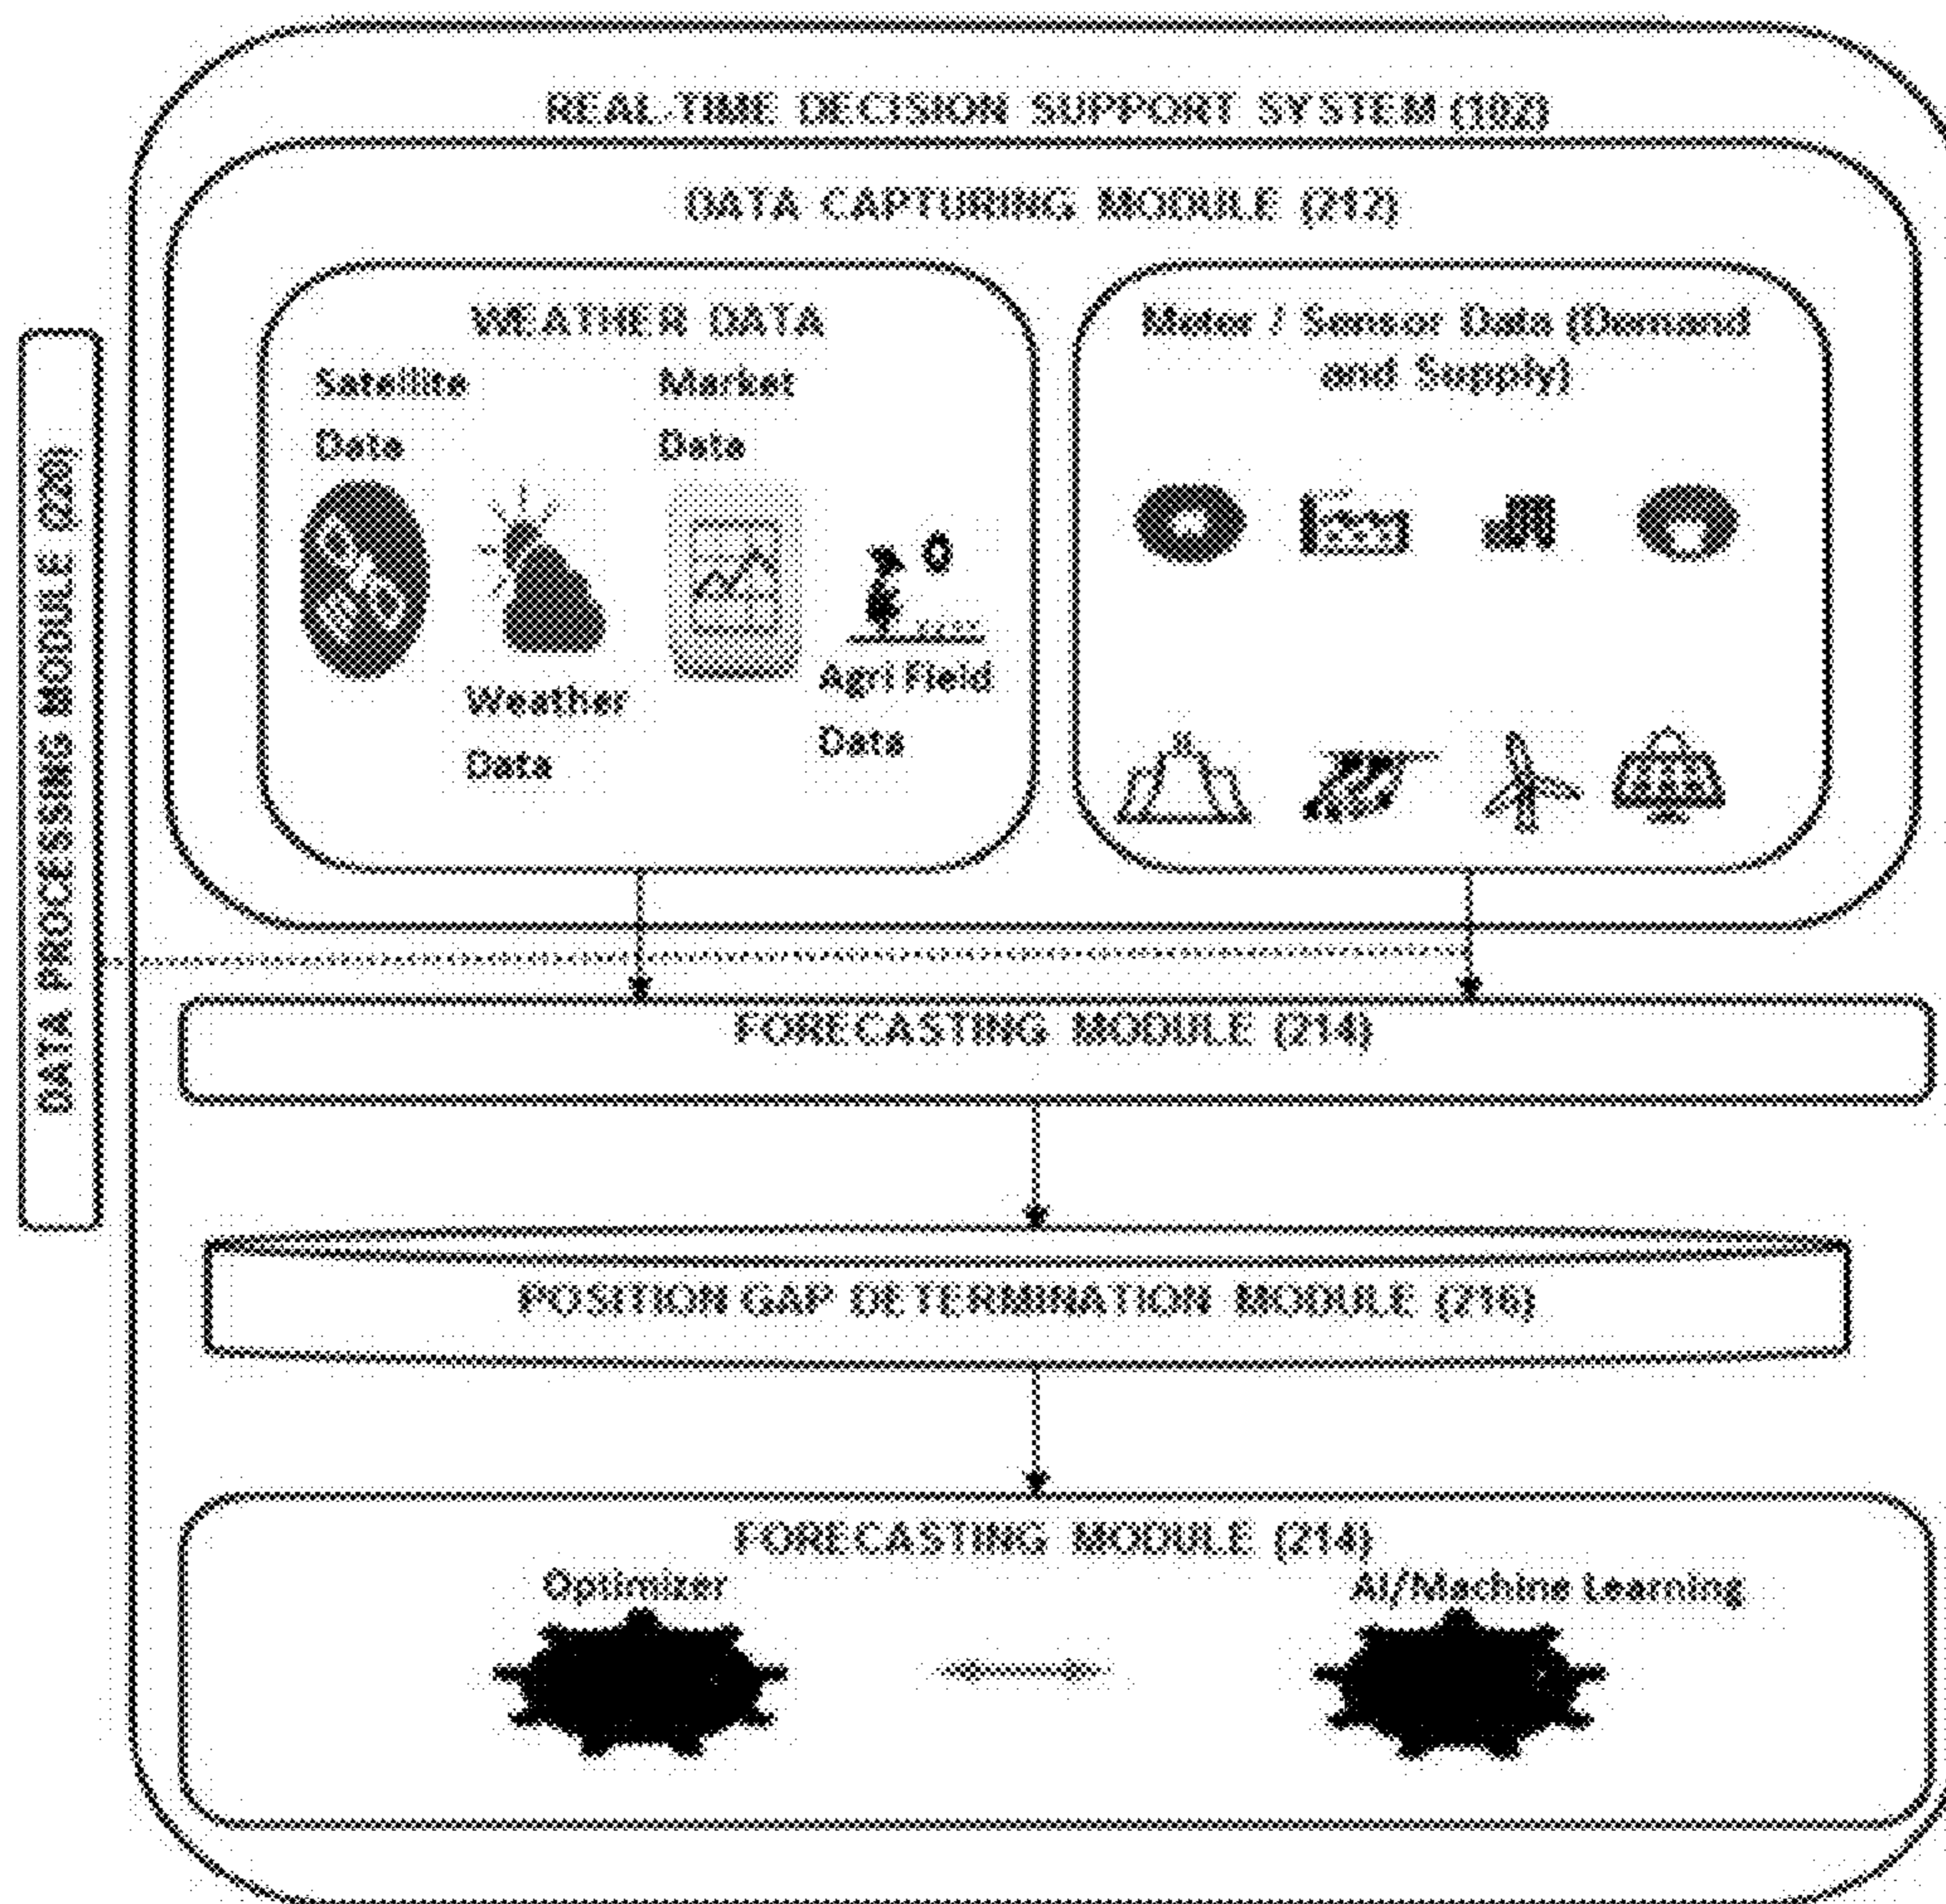 REAL-TIME DECISION SUPPORT SYSTEM (102)
DATA CAPTURING MODULE (212)
WEATHER DATA
Satellite
Data
Market
Data
Weather
Data
Agri Field
Data
Meter / Sensor Data (Demand
and Supply)
DATA PROCESSING MODULE (220)
FORECASTING MODULE (214)
POSITION GAP DETERMINATION MODULE (216)
FORECASTING MODULE (214)
Optimizer
AI/Machine Learning